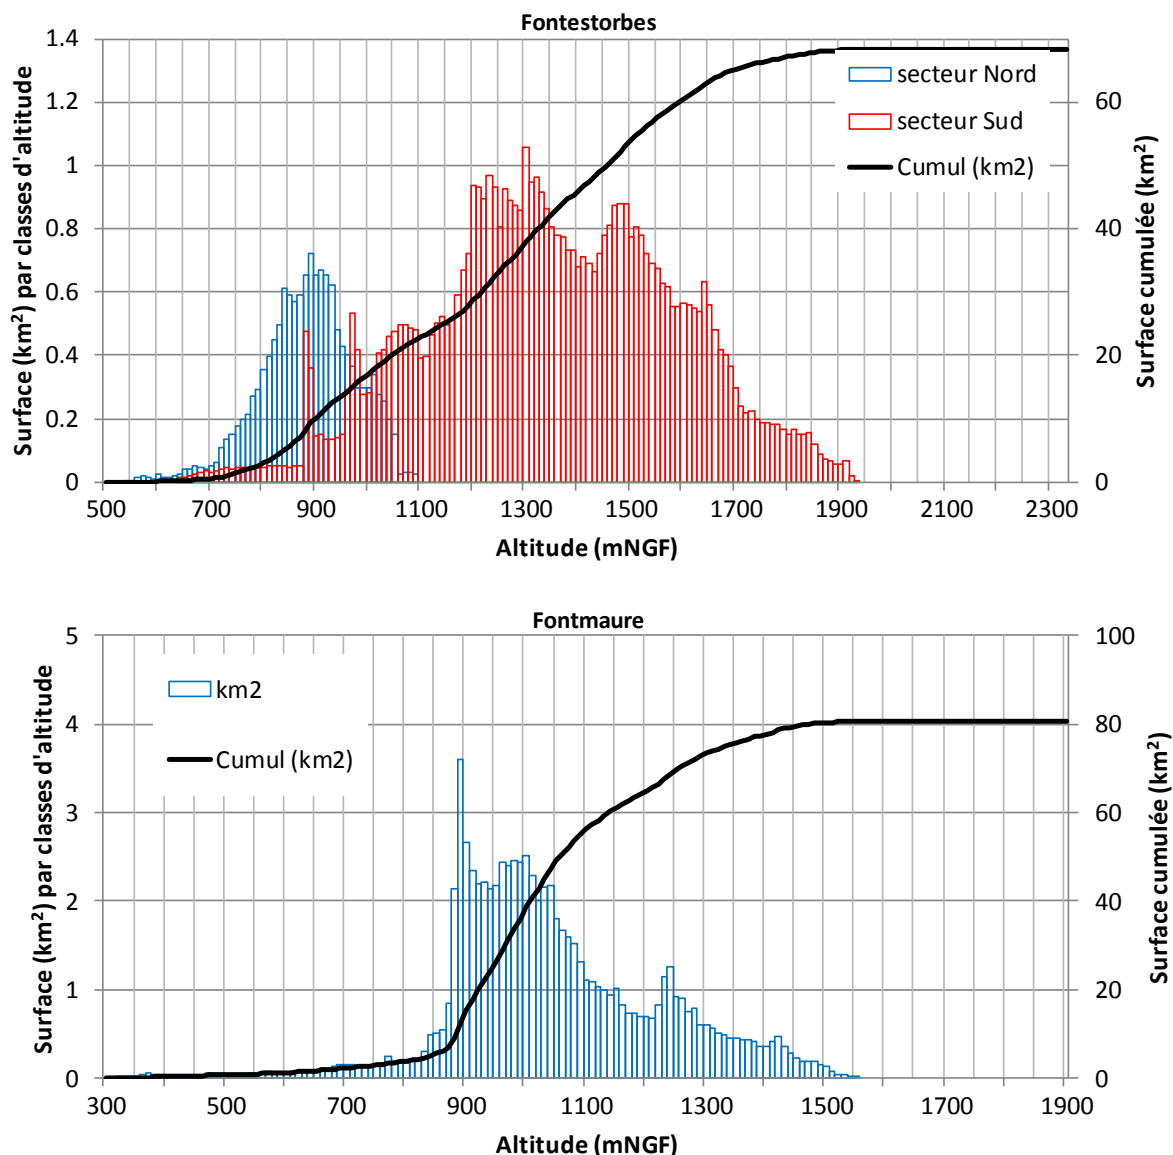 Fontestorbes
Surface (km²) par classes d'altitude
1.4
1.2
1
0.8
0.6
0.4
0.2
0
secteur Nord
secteur Sud
Cumul (km2)
60
40
20
0
Surface cumulée (km²)
500 700 900 1100 1300 1500 1700 1900 2100 2300
Altitude (mNGF)
Fontmaure
Surface (km²) par classes d'altitude
5
4
3
2
1
0
km2
Cumul (km2)
100
80
60
40
20
0
Surface cumulée (km²)
300 500 700 900 1100 1300 1500 1700 1900
Altitude (mNGF)